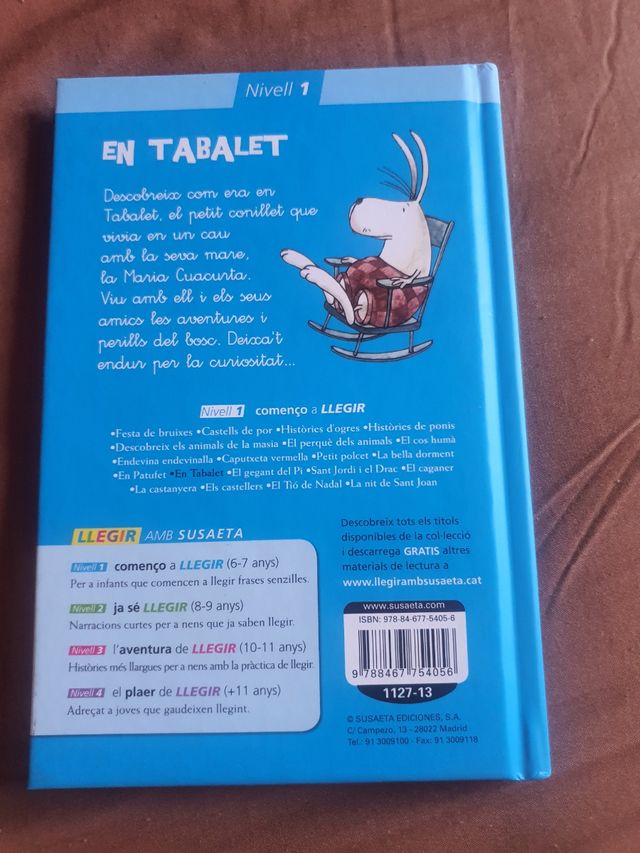 Nivell 1
EN TABALET
Descobreix com era en
Tabalet, el petit conillet que
vivia en un cau
amb la seva mare,
la Maria Cuacurta.
Viu amb ell i els seus
amics les aventures i
perills del bosc. Deixa't
endur per la curiositat...
Nivell 1 començo a LLEGIR
•Festa de bruixes •Castells de por •Històries d'ogres •Històries de ponis
•Descobreix els animals de la masia •El perquè dels animals •El cos humà
•Endevina endevinalla •Caputxeta vermella •Petit polcet •La bella dorment
•En Patufet •En Tabalet •El gegant del Pi •Sant Jordi i el Drac •El caganer
•La castanyera •Els castellers •El Tió de Nadal •La nit de Sant Joan
LLEGIR AMB SUSAETA
Nivell 1 començo a LLEGIR (6-7 anys)
Per a infants que comencen a llegir frases senzilles.
Nivell 2 ja sé LLEGIR (8-9 anys)
Narracions curtes per a nens que ja saben llegir.
Nivell 3 l'aventura de LLEGIR (10-11 anys)
Històries més llargues per a nens amb la pràctica de llegir.
Nivell 4 el plaer de LLEGIR (+11 anys)
Adreçat a joves que gaudeixen llegint.
Descobreix tots els títols
disponibles de la col·lecció
i descarrega GRATIS altres
materials de lectura a
www.llegirambsusaeta.cat
www.susaeta.com
ISBN: 978-84-677-5405-6
9 788467 754056
1127-13
© SUSAETA EDICIONES, S.A.
C/ Campezo, 13 - 28022 Madrid
Tel.: 91 3009100 - Fax: 91 3009118